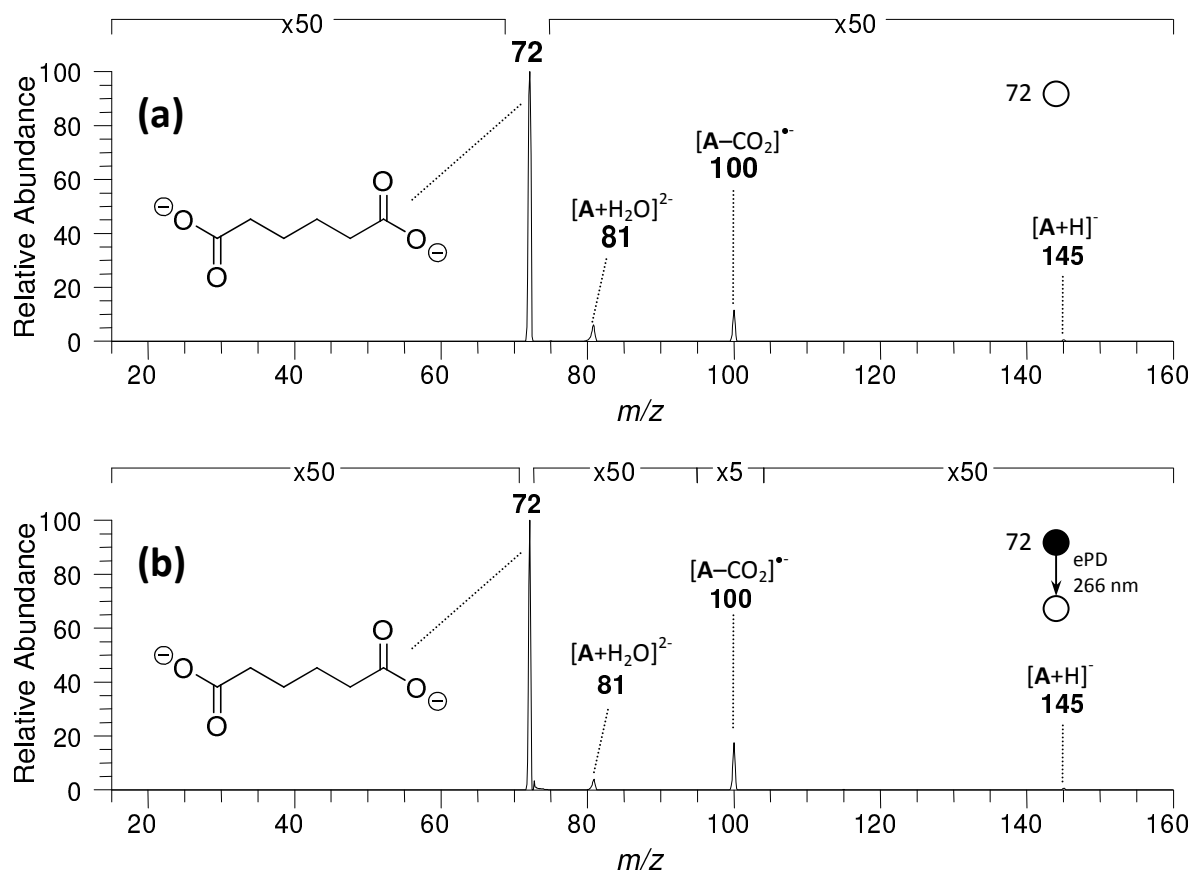 x50 x50
72
100
80
60
40
20
0
Relative Abundance
(a)
⊖ O
O
O
O ⊖
[A+H₂O]²⁻
81
[A–CO₂]•⁻
100
[A+H]⁻
145
72
20 40 60 80 100 120 140 160
m/z
x50 x50 x5 x50
72
100
80
60
40
20
0
Relative Abundance
(b)
⊖ O
O
O
O ⊖
[A+H₂O]²⁻
81
[A–CO₂]•⁻
100
[A+H]⁻
145
72
ePD
266 nm
20 40 60 80 100 120 140 160
m/z